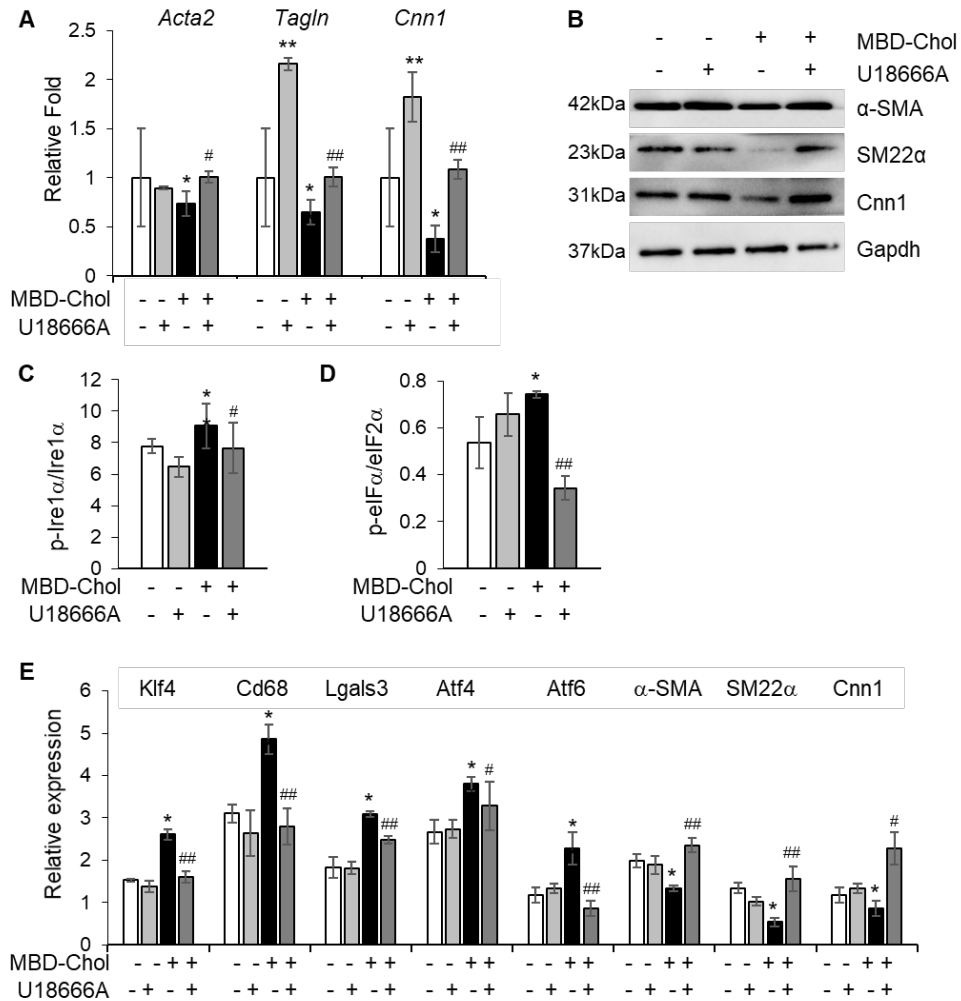 A
Acta2 Tagln Cnn1
Relative Fold
2.5
2
1.5
1
0.5
0
** ** * # * ## * ##
MBD-Chol - - + + - - + + - - + +
U18666A - + - + - + - + - + - +
B
- - + + MBD-Chol
- + - + U18666A
42kDa α-SMA
23kDa SM22α
31kDa Cnn1
37kDa Gapdh
C
p-Ire1α/Ire1α
12
10
8
6
4
2
0
* #
MBD-Chol - - + +
U18666A - + - +
D
p-eIFα/eIF2α
0.8
0.6
0.4
0.2
0
* ##
MBD-Chol - - + +
U18666A - + - +
E
Klf4 Cd68 Lgals3 Atf4 Atf6 α-SMA SM22α Cnn1
Relative expression
6
5
4
3
2
1
0
* ## * ## * ## * # * ## * ## * ## * #
MBD-Chol - - + + - - + + - - + + - - + + - - + + - - + + - - + + - - + +
U18666A - + - + - + - + - + - + - + - + - + - + - + - + - + - + - + - +